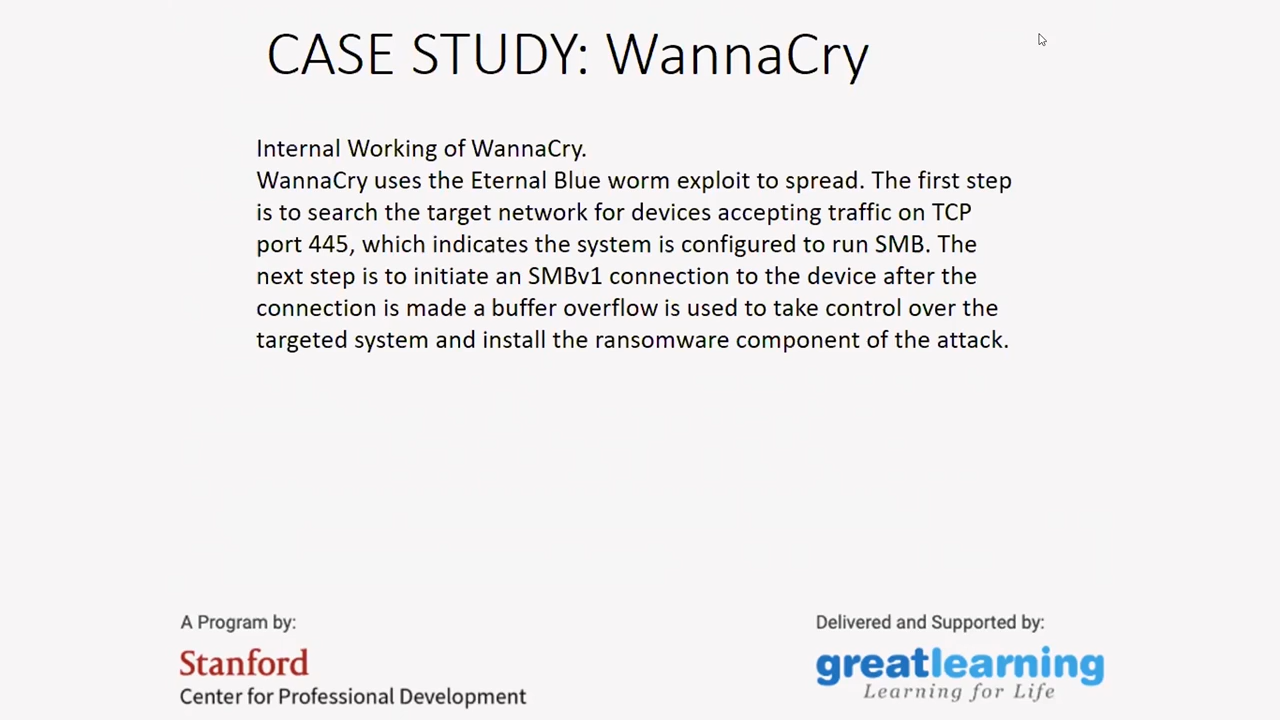 CASE STUDY: WannaCry
Internal Working of WannaCry.
WannaCry uses the Eternal Blue worm exploit to spread. The first step
is to search the target network for devices accepting traffic on TCP
port 445, which indicates the system is configured to run SMB. The
next step is to initiate an SMBv1 connection to the device after the
connection is made a buffer overflow is used to take control over the
targeted system and install the ransomware component of the attack.
A Program by:
Stanford
Center for Professional Development
Delivered and Supported by:
greatlearning
Learning for Life